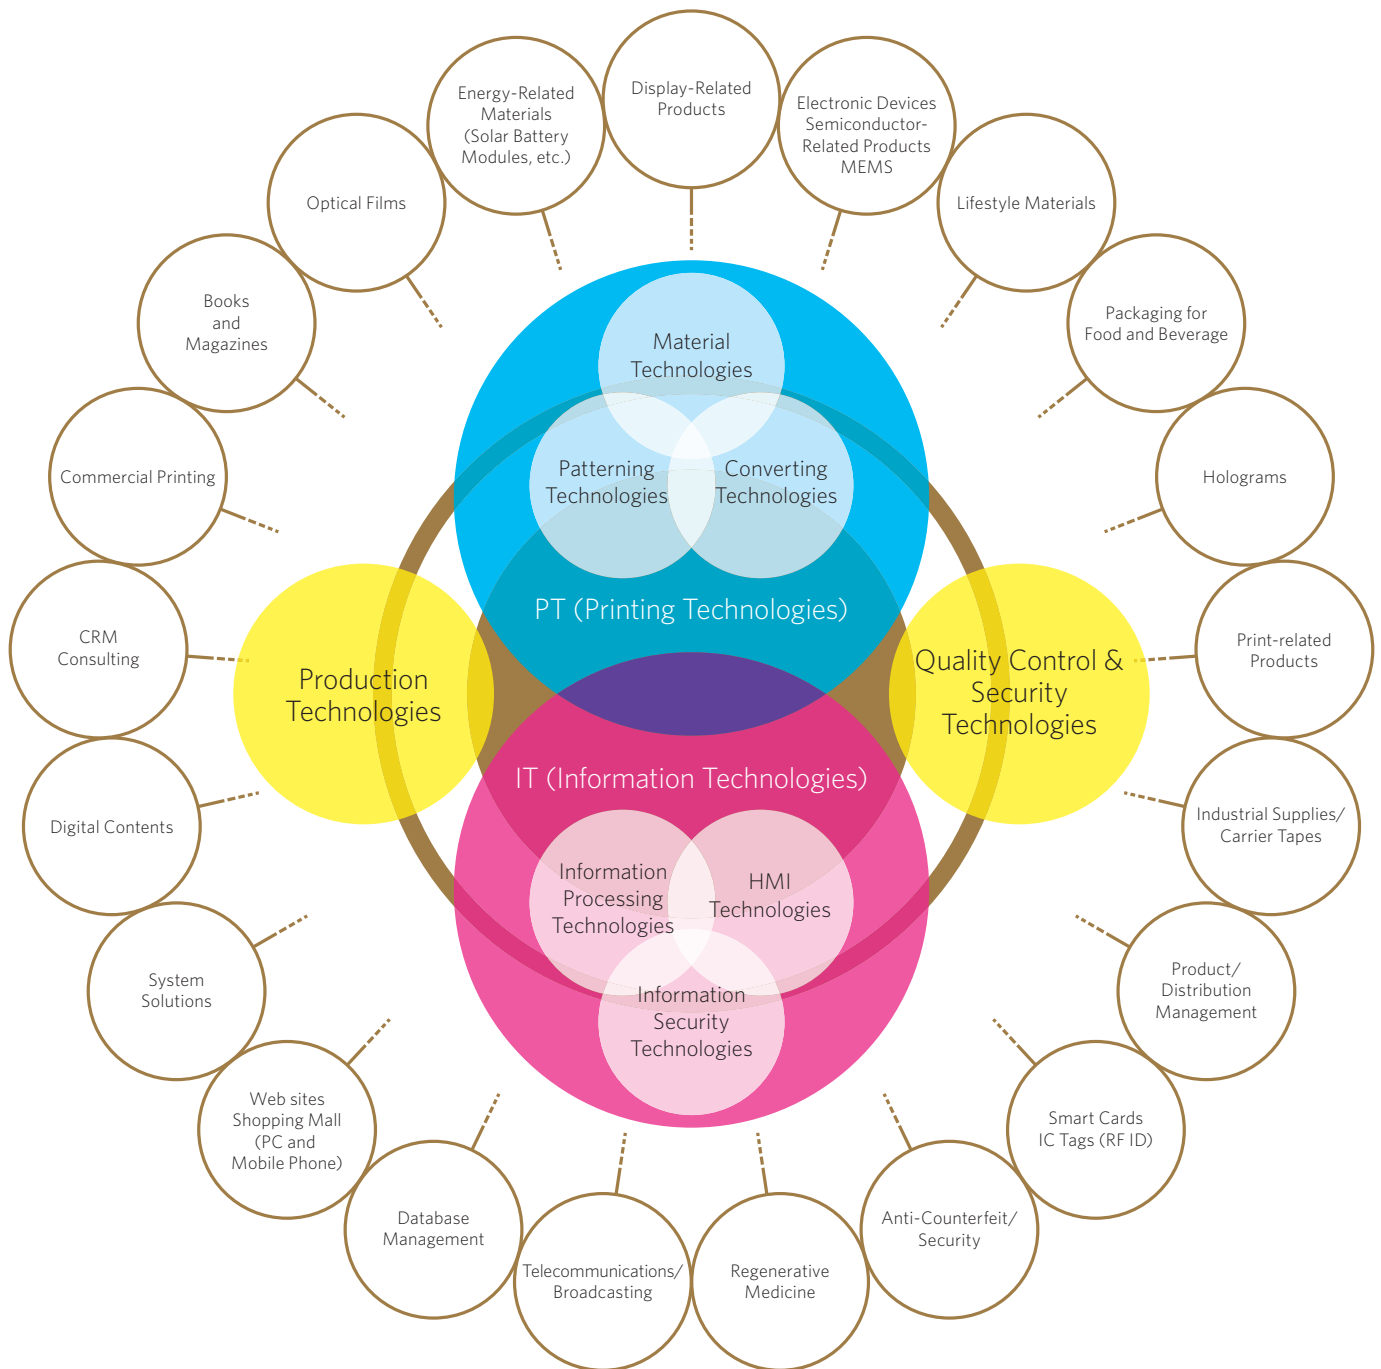 Display-Related
Products
Energy-Related
Materials
(Solar Battery
Modules, etc.)
Electronic Devices
Semiconductor-
Related Products
MEMS
Optical Films
Lifestyle Materials
Books
and
Magazines
Packaging for
Food and Beverage
Commercial Printing
Holograms
CRM
Consulting
Print-related
Products
Digital Contents
Industrial Supplies/
Carrier Tapes
System
Solutions
Product/
Distribution
Management
Web sites
Shopping Mall
(PC and
Mobile Phone)
Smart Cards
IC Tags (RF ID)
Database
Management
Anti-Counterfeit/
Security
Telecommunications/
Broadcasting
Regenerative
Medicine
Material
Technologies
Patterning
Technologies
Converting
Technologies
PT (Printing Technologies)
Production
Technologies
Quality Control &
Security
Technologies
IT (Information Technologies)
Information
Processing
Technologies
HMI
Technologies
Information
Security
Technologies